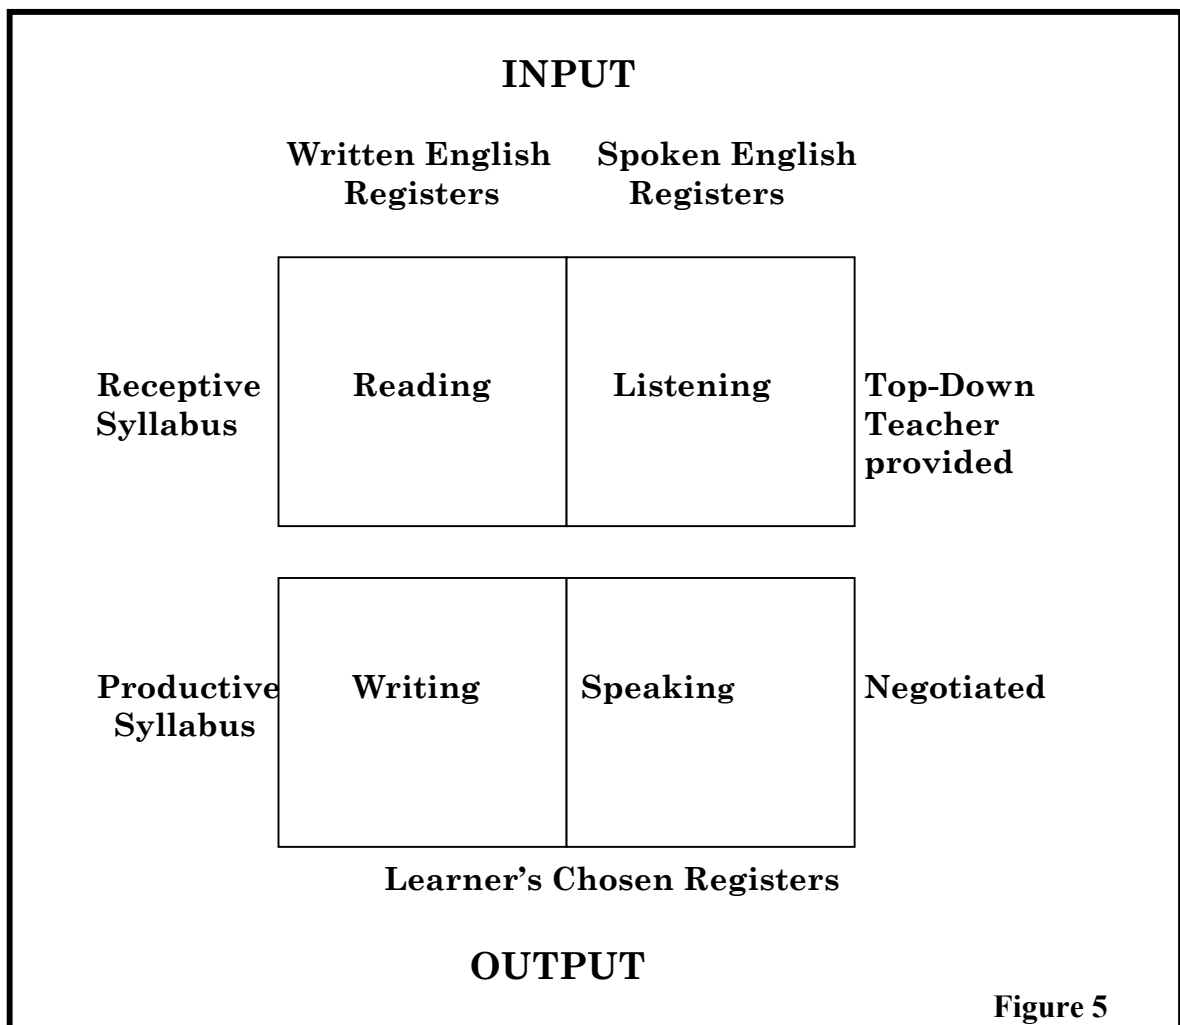 INPUT
Written English Spoken English
Registers Registers
Receptive Reading Listening Top-Down
Syllabus Teacher
provided
Productive Writing Speaking Negotiated
Syllabus
Learner’s Chosen Registers
OUTPUT
Figure 5